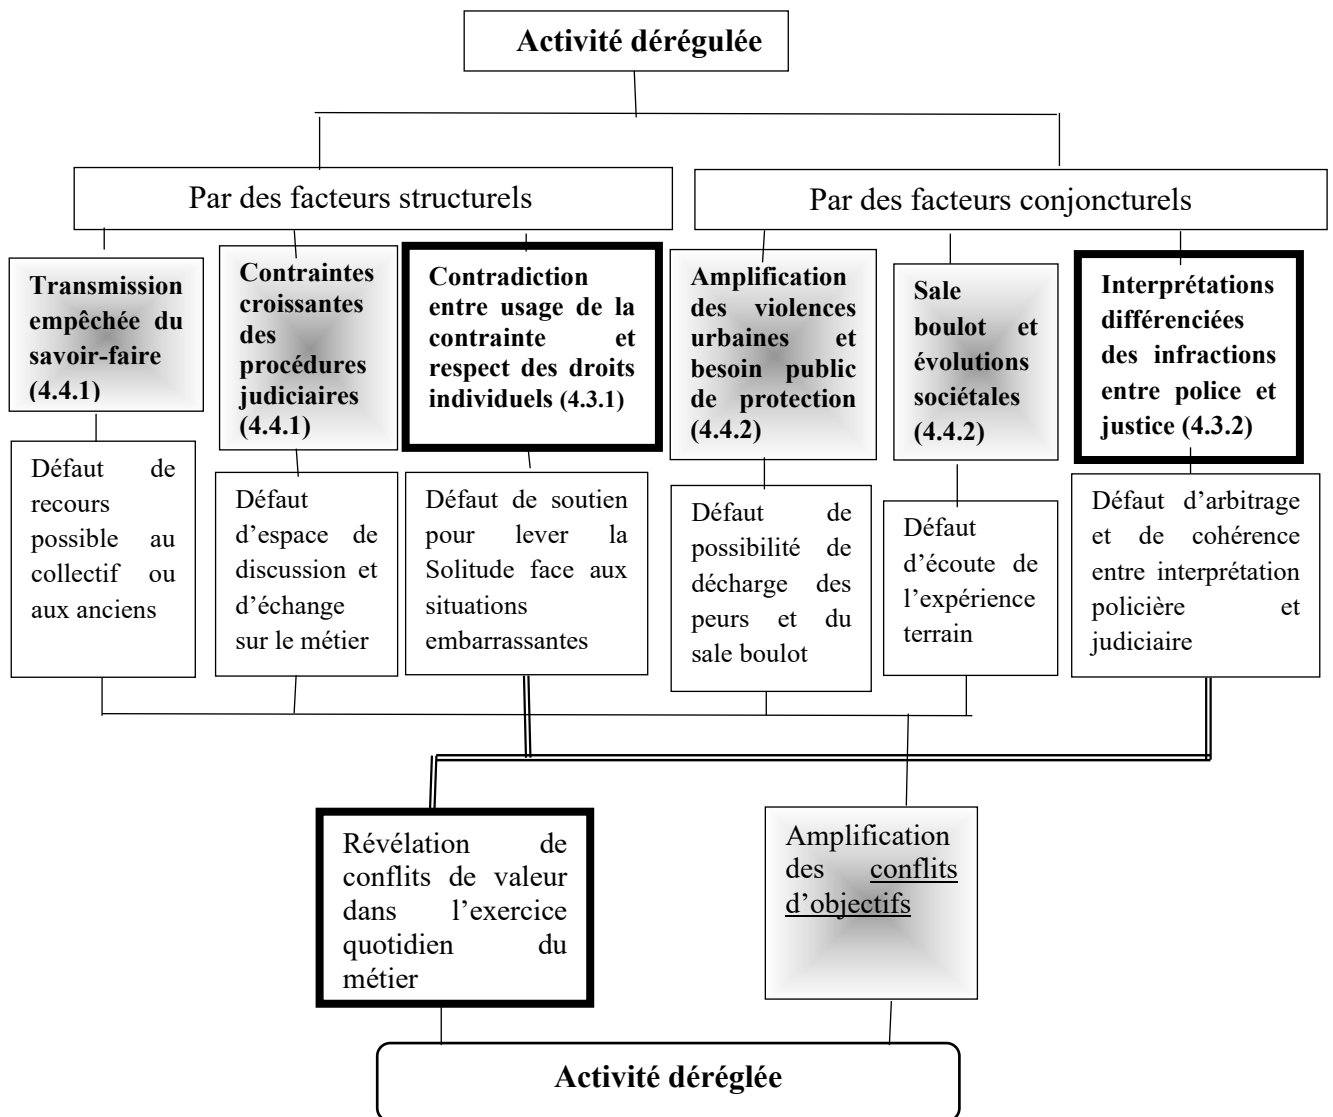 Activité dérégulée
Par des facteurs structurels
Par des facteurs conjoncturels
Transmission
empêchée du
savoir-faire
(4.4.1)
Contraintes
croissantes
des
procédures
judiciaires
(4.4.1)
Contradiction
entre usage de la
contrainte et
respect des droits
individuels (4.3.1)
Amplification
des violences
urbaines et
besoin public
de protection
(4.4.2)
Sale
boulot et
évolutions
sociétales
(4.4.2)
Interprétations
différenciées
des infractions
entre police et
justice (4.3.2)
Défaut de
recours
possible au
collectif ou
aux anciens
Défaut
d’espace de
discussion et
d’échange
sur le métier
Défaut de soutien
pour lever la
Solitude face aux
situations
embarrassantes
Défaut de
possibilité de
décharge des
peurs et du
sale boulot
Défaut
d’écoute de
l’expérience
terrain
Défaut d’arbitrage
et de cohérence
entre interprétation
policière et
judiciaire
Révélation de
conflits de valeur
dans l’exercice
quotidien du
métier
Amplification
des conflits
d’objectifs
Activité déréglée